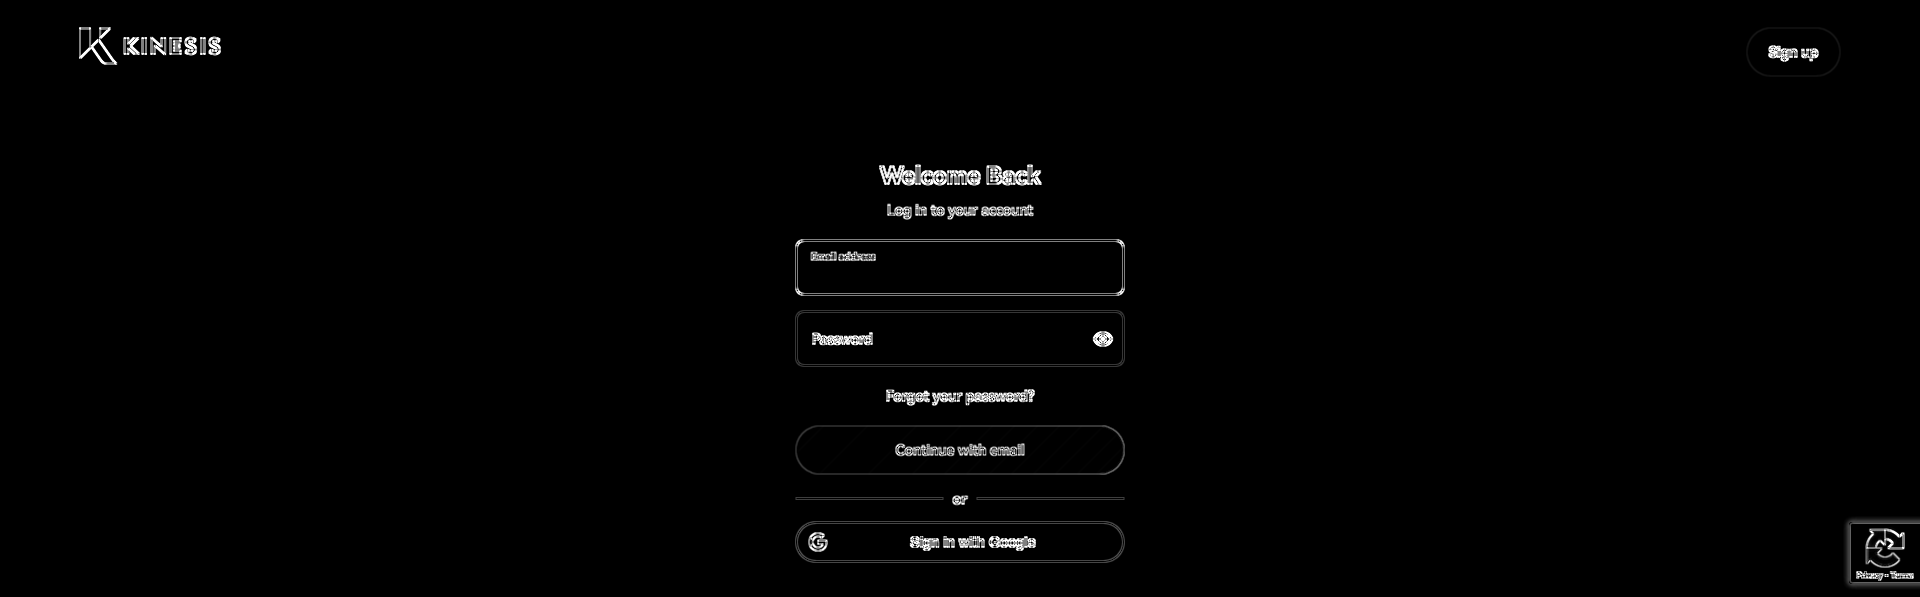 KINESIS
Sign up
Welcome Back
Log in to your account
Email address
Password
Forgot your password?
Continue with email
or
Sign in with Google
Privacy - Terms